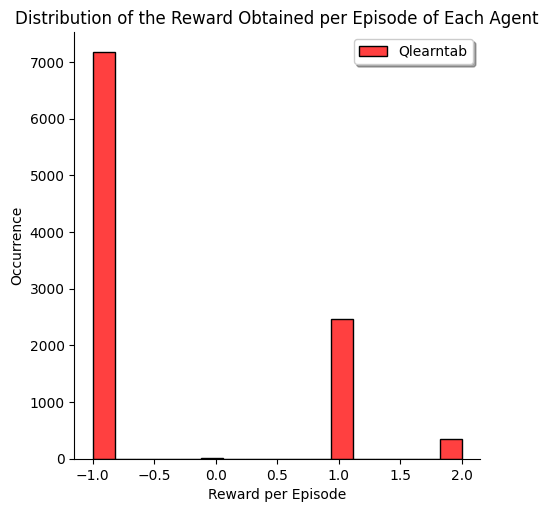 Distribution of the Reward Obtained per Episode of Each Agent
Qlearntab
7000
6000
5000
4000
3000
2000
1000
0
Occurrence
−1.0 −0.5 0.0 0.5 1.0 1.5 2.0
Reward per Episode